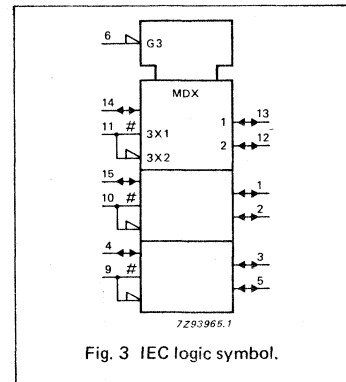 6
G3
MDX
14
11 #
3X1
3X2
1 13
2 12
15
10 #
1
2
4
9 #
3
5
7Z93965.1
Fig. 3 IEC logic symbol.